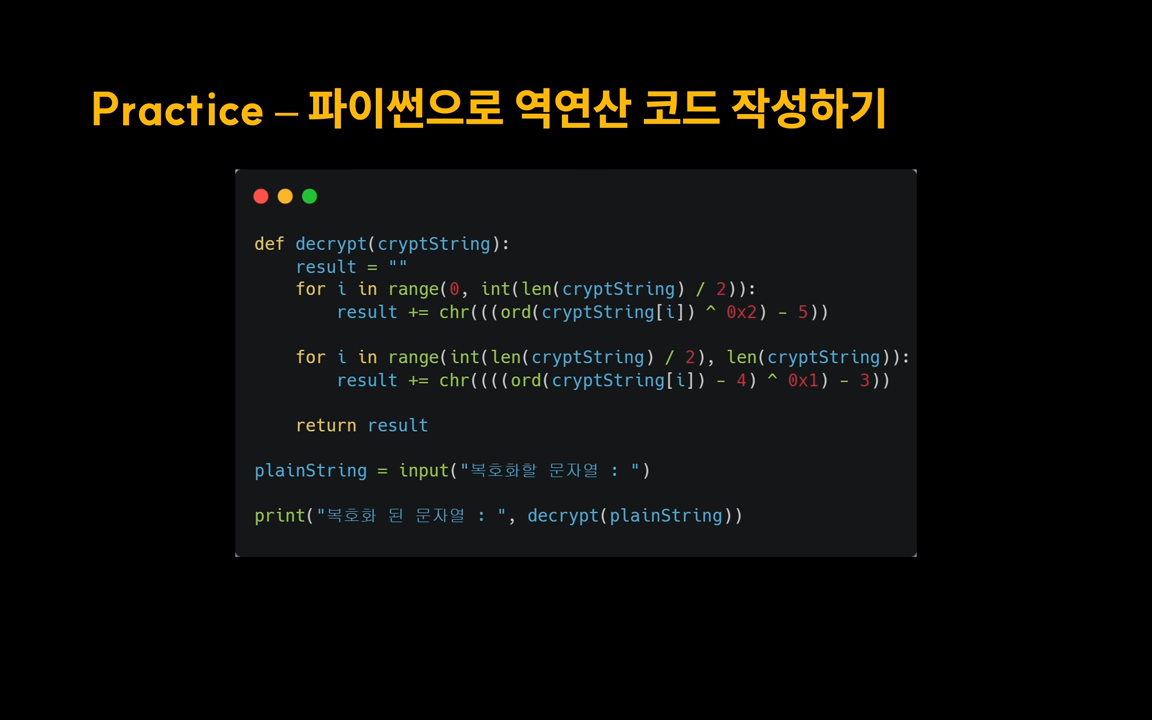 Practice – 파이썬으로 역연산 코드 작성하기
def decrypt(cryptString):
    result = ""
    for i in range(0, int(len(cryptString) / 2)):
        result += chr(((ord(cryptString[i]) ^ 0x2) - 5))
    for i in range(int(len(cryptString) / 2), len(cryptString)):
        result += chr((((ord(cryptString[i]) - 4) ^ 0x1) - 3))
    return result
plainString = input("복호화할 문자열 : ")
print("복호화 된 문자열 : ", decrypt(plainString))